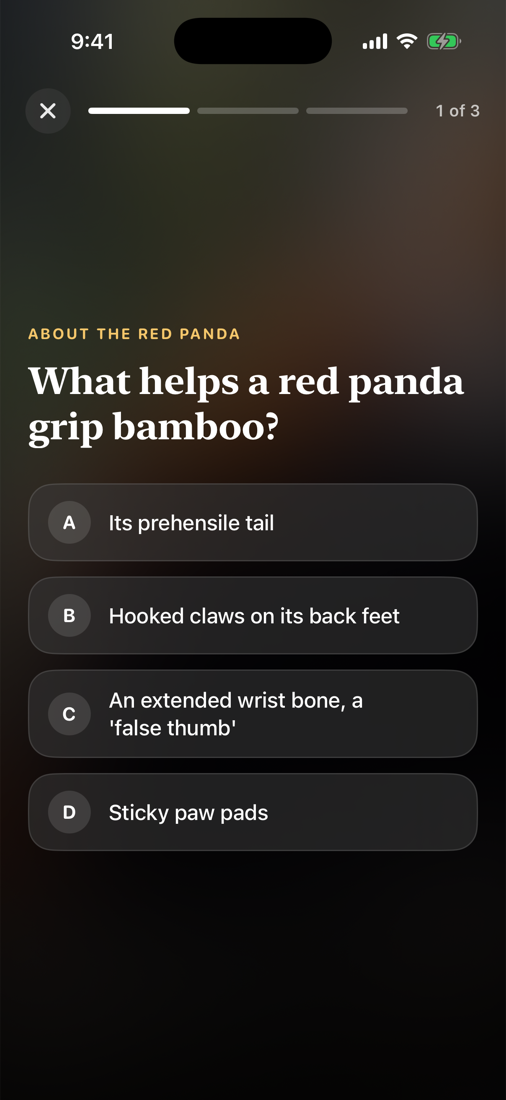 9:41
1 of 3
ABOUT THE RED PANDA
What helps a red panda
grip bamboo?
A Its prehensile tail
B Hooked claws on its back feet
C An extended wrist bone, a
'false thumb'
D Sticky paw pads